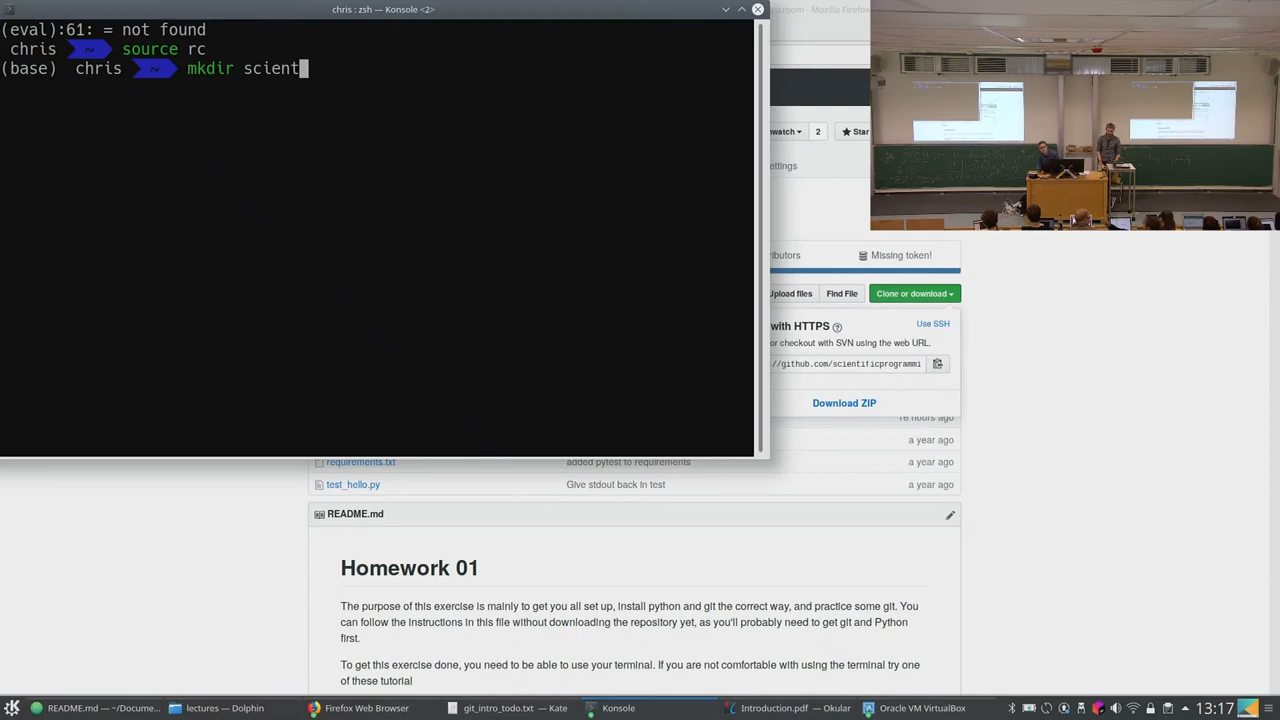 chris : zsh — Konsole <2>
sroom - Mozilla Firefox
(eval):61: = not found
chris ~ source rc
(base) chris ~ mkdir scient
nwatch 2 Star
ettings
ributors Missing token!
Upload files Find File Clone or download
with HTTPS ? Use SSH
or checkout with SVN using the web URL.
//github.com/scientificprogrammi
Download ZIP
16 hours ago
a year ago
requirements.txt added pytest to requirements a year ago
test_hello.py Give stdout back in test a year ago
README.md
Homework 01
The purpose of this exercise is mainly to get you all set up, install python and git the correct way, and practice some git. You
can follow the instructions in this file without downloading the repository yet, as you'll probably need to get git and Python
first.
To get this exercise done, you need to be able to use your terminal. If you are not comfortable with using the terminal try one
of these tutorial
README.md — ~/Docume... lectures — Dolphin Firefox Web Browser git_intro_todo.txt — Kate Konsole Introduction.pdf — Okular Oracle VM VirtualBox 13:17